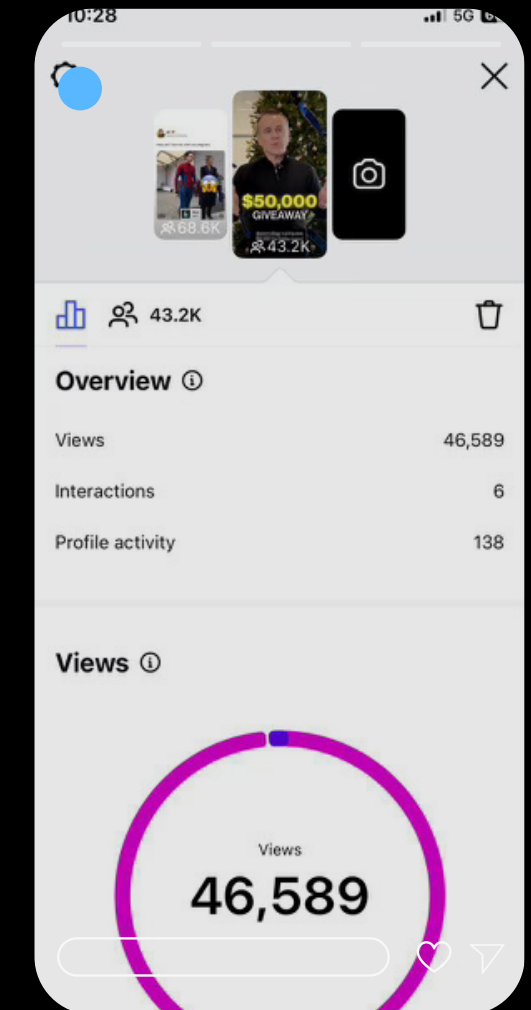 10:28
5G
68.6K
$50,000
GIVEAWAY
43.2K
43.2K
Overview
Views 46,589
Interactions 6
Profile activity 138
Views
Views
46,589